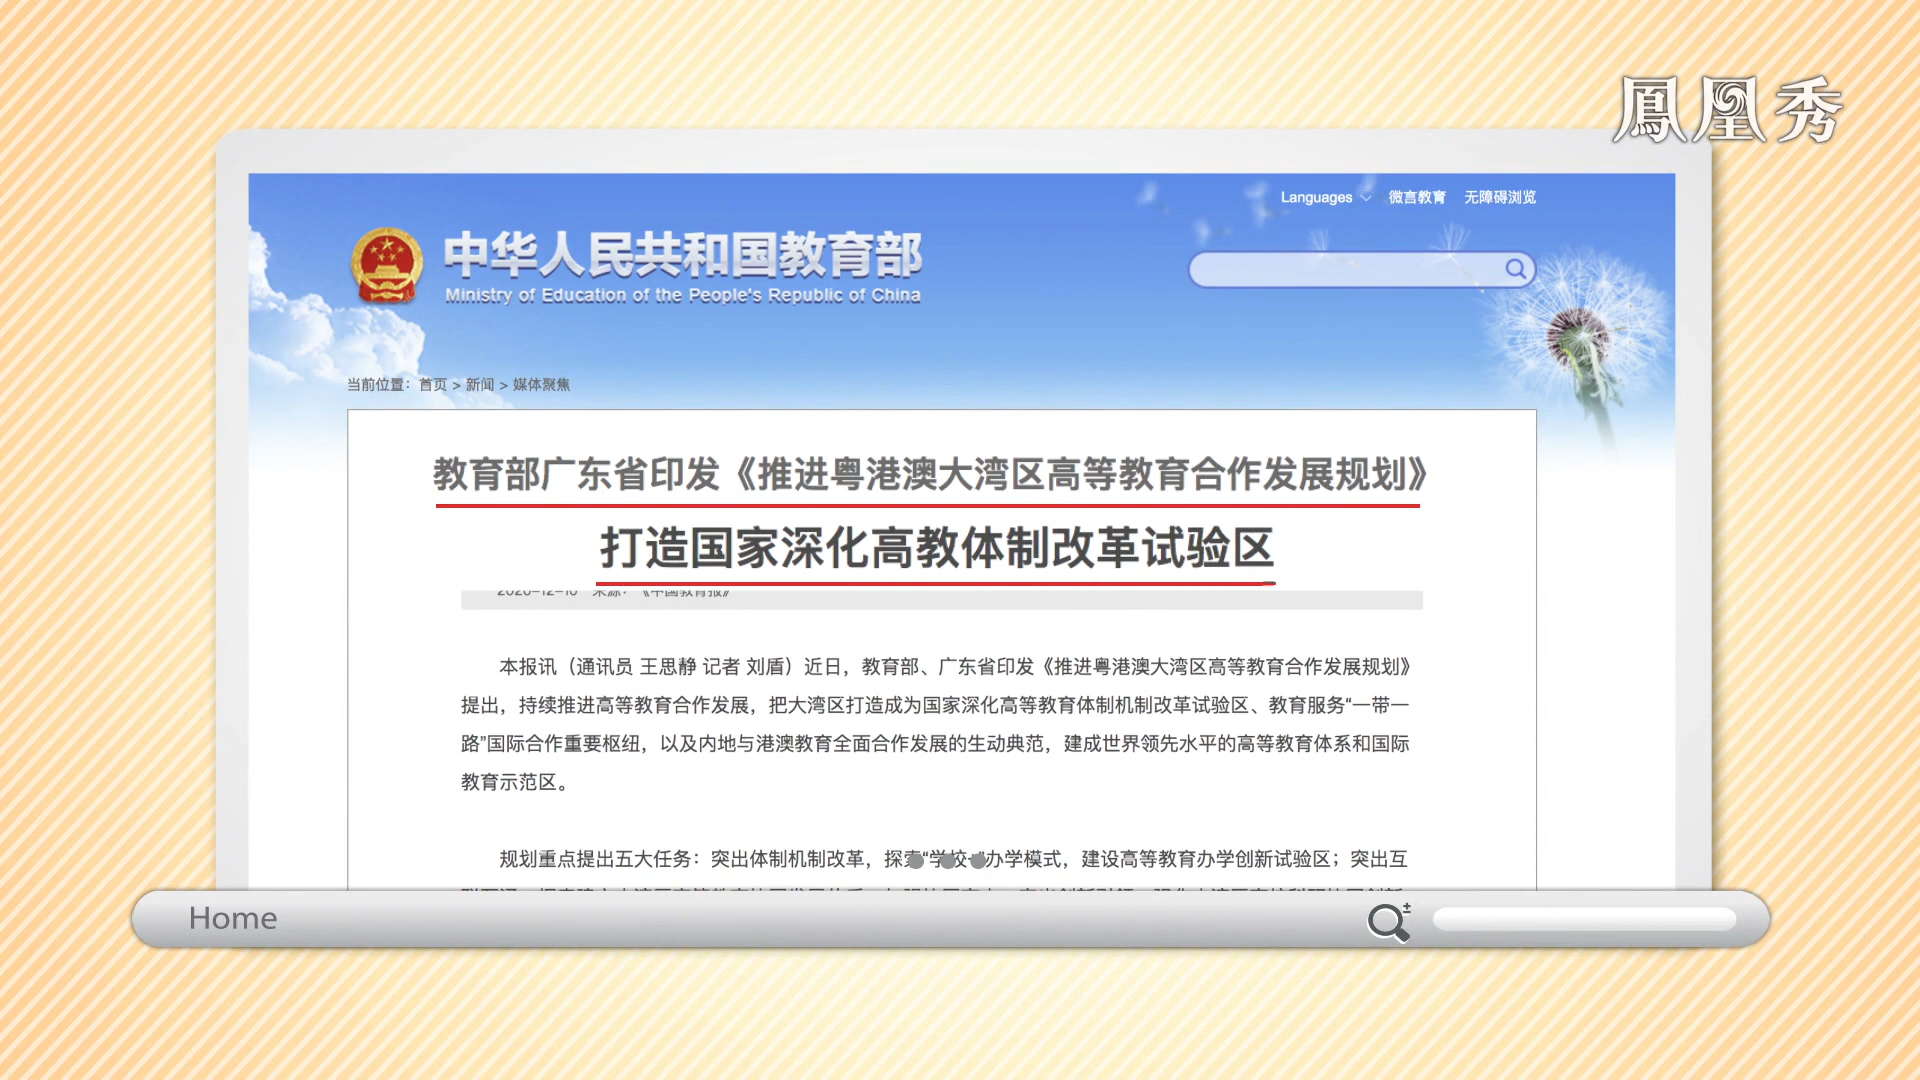 鳳凰秀
Languages 微言教育 无障碍浏览
中华人民共和国教育部
Ministry of Education of the People's Republic of China
当前位置：首页 > 新闻 > 媒体聚焦
教育部广东省印发《推进粤港澳大湾区高等教育合作发展规划》
打造国家深化高教体制改革试验区
2020-12-10 来源：《中国教育报》
本报讯（通讯员 王思静 记者 刘盾）近日，教育部、广东省印发《推进粤港澳大湾区高等教育合作发展规划》
提出，持续推进高等教育合作发展，把大湾区打造成为国家深化高等教育体制机制改革试验区、教育服务“一带一
路”国际合作重要枢纽，以及内地与港澳教育全面合作发展的生动典范，建成世界领先水平的高等教育体系和国际
教育示范区。
规划重点提出五大任务：突出体制机制改革，探索“学校+”办学模式，建设高等教育办学创新试验区；突出互
Home